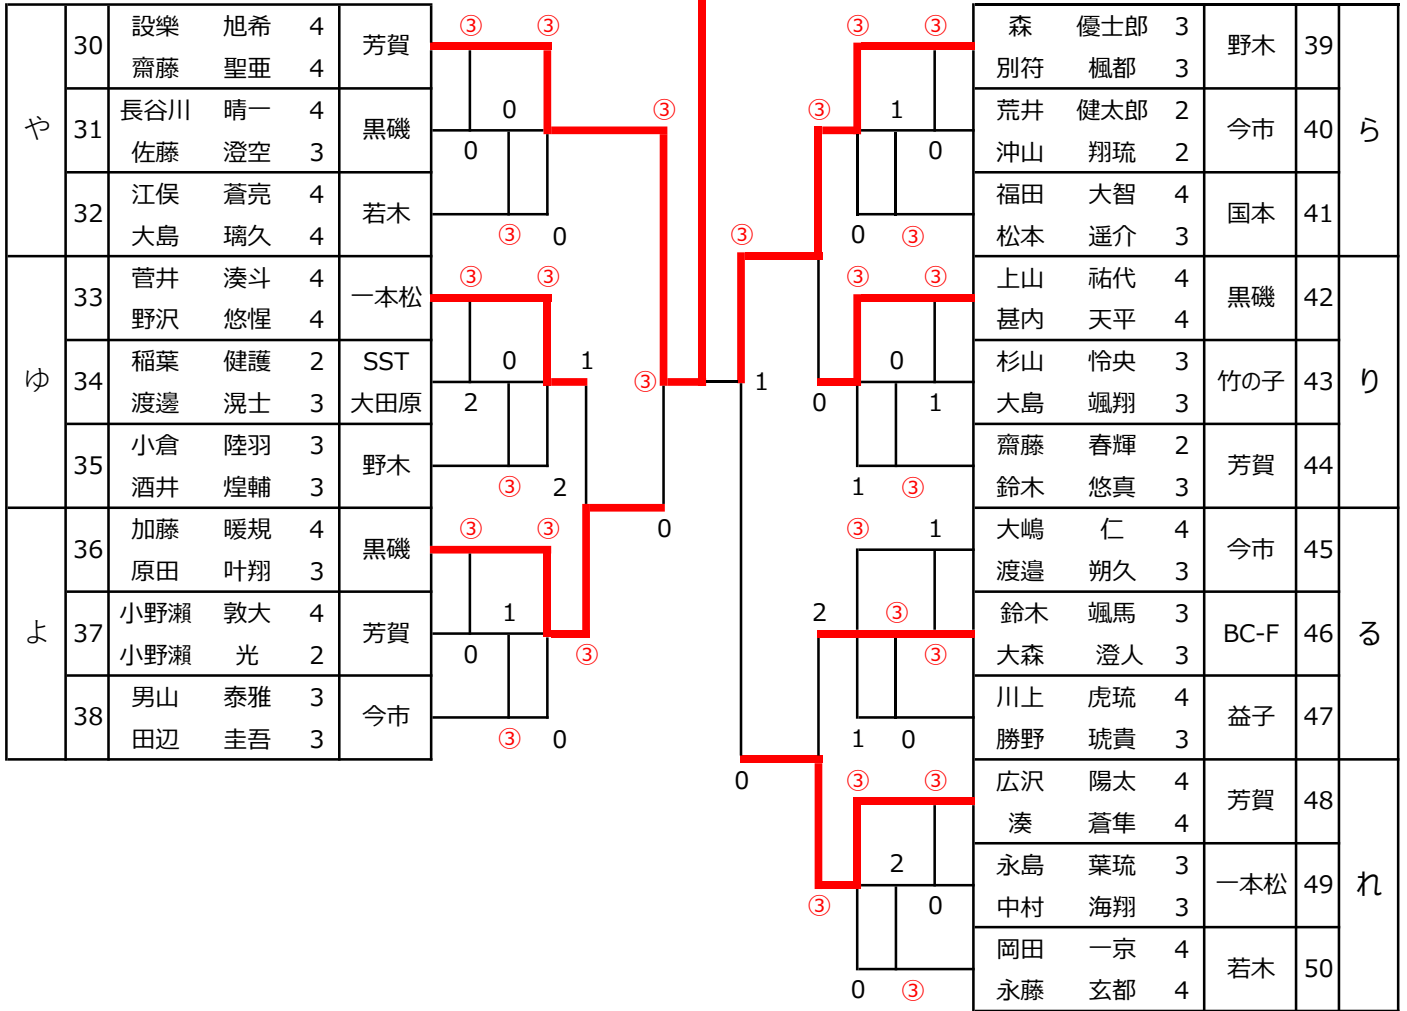 や
30 設樂 旭希 4 芳賀
齋藤 聖亜 4
31 長谷川 晴一 4 黒磯
佐藤 澄空 3
32 江俣 蒼亮 4 若木
大島 璃久 4
③ ③
0
0
③ 0
ゆ
33 菅井 湊斗 4 一本松
野沢 悠惺 4
34 稲葉 健護 2 SST
渡邊 滉士 3 大田原
35 小倉 陸羽 3 野木
酒井 煌輔 3
③ ③
0 1
2
③ 2
よ
36 加藤 暖規 4 黒磯
原田 叶翔 3
37 小野瀬 敦大 4 芳賀
小野瀬 光 2
38 男山 泰雅 3 今市
田辺 圭吾 3
③ ③
1
0 ③
③ 0
③
③
0
③
1
0
森 優士郎 3 野木 39
別符 楓都 3
荒井 健太郎 2 今市 40
沖山 翔琉 2
福田 大智 4 国本 41
松本 遥介 3
ら
③ ③
③ 1
0
0 ③
上山 祐代 4 黒磯 42
甚内 天平 4
杉山 怜央 3 竹の子 43
大島 颯翔 3
齋藤 春輝 2 芳賀 44
鈴木 悠真 3
り
③ ③
0
0 1
1 ③
大嶋 仁 4 今市 45
渡邉 朔久 3
鈴木 颯馬 3 BC-F 46
大森 澄人 3
川上 虎琉 4 益子 47
勝野 琥貴 3
る
③ 1
2 ③
③
1 0
広沢 陽太 4 芳賀 48
湊 蒼隼 4
永島 葉琉 3 一本松 49
中村 海翔 3
岡田 一京 4 若木 50
永藤 玄都 4
れ
③ ③
2
③ 0
0 ③